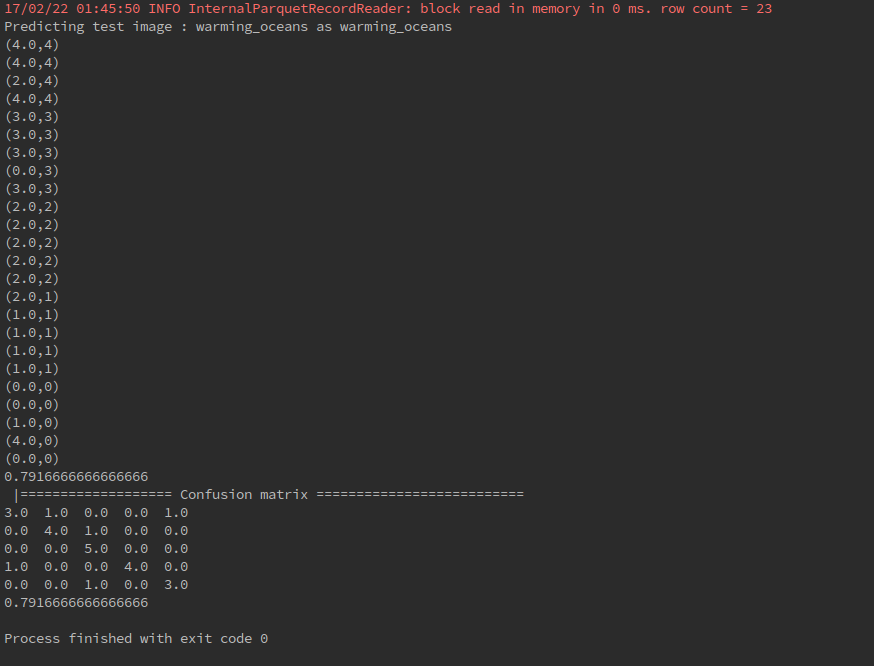 17/02/22 01:45:50 INFO InternalParquetRecordReader: block read in memory in 0 ms. row count = 23
Predicting test image : warming_oceans as warming_oceans
(4.0,4)
(4.0,4)
(2.0,4)
(4.0,4)
(3.0,3)
(3.0,3)
(3.0,3)
(0.0,3)
(3.0,3)
(2.0,2)
(2.0,2)
(2.0,2)
(2.0,2)
(2.0,2)
(2.0,1)
(1.0,1)
(1.0,1)
(1.0,1)
(1.0,1)
(0.0,0)
(0.0,0)
(1.0,0)
(4.0,0)
(0.0,0)
0.7916666666666666
|=================== Confusion matrix ==========================
3.0  1.0  0.0  0.0  1.0
0.0  4.0  1.0  0.0  0.0
0.0  0.0  5.0  0.0  0.0
1.0  0.0  0.0  4.0  0.0
0.0  0.0  1.0  0.0  3.0
0.7916666666666666
Process finished with exit code 0